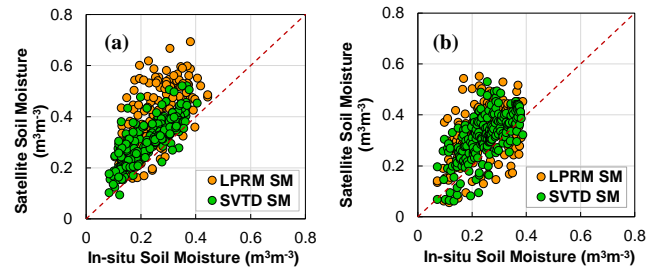 (a)
Satellite Soil Moisture
(m³m⁻³)
0.8
0.6
0.4
0.2
0
LPRM SM
SVTD SM
0 0.2 0.4 0.6 0.8
In-situ Soil Moisture (m³m⁻³)
(b)
Satellite Soil Moisture
(m³m⁻³)
0.8
0.6
0.4
0.2
0
LPRM SM
SVTD SM
0 0.2 0.4 0.6 0.8
In-situ Soil Moisture (m³m⁻³)